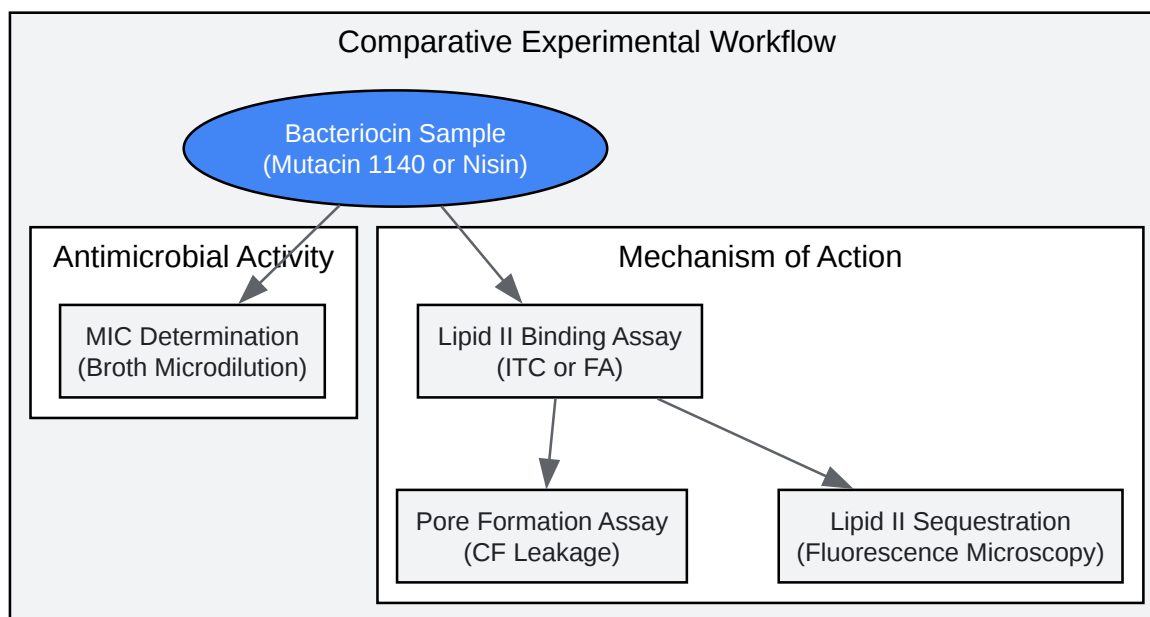 Comparative Experimental Workflow
Bacteriocin Sample
(Mutacin 1140 or Nisin)
Antimicrobial Activity
MIC Determination
(Broth Microdilution)
Mechanism of Action
Lipid II Binding Assay
(ITC or FA)
Pore Formation Assay
(CF Leakage)
Lipid II Sequestration
(Fluorescence Microscopy)